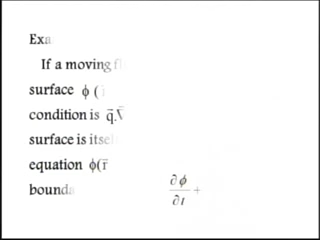 Exa
If a moving fl
surface ϕ (r̄
condition is q̄.∇
surface is itsel
equation ϕ(r̄
bounda
∂ϕ/∂t +